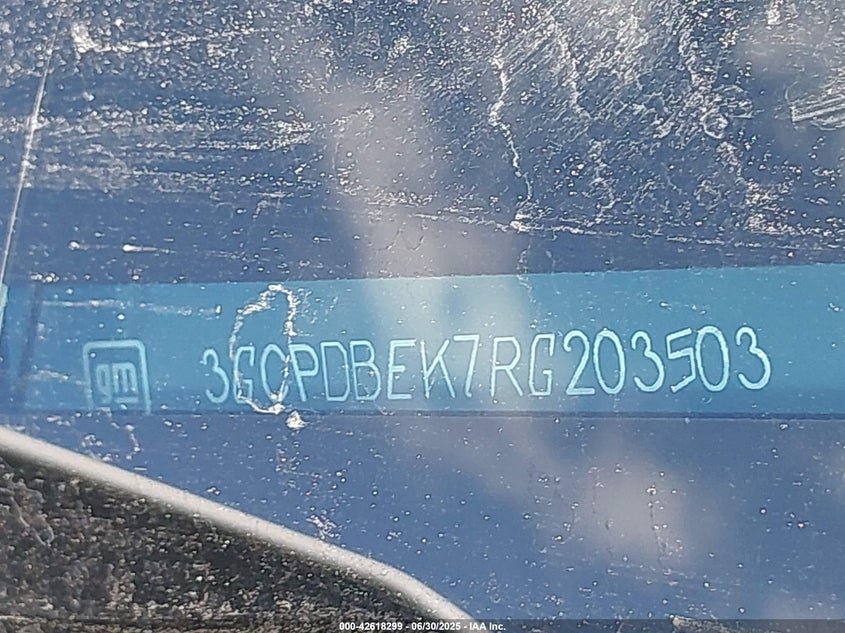 gm 3GCPDBEK7RG203503
000-42618299 - 06/30/2025 - IAA Inc.